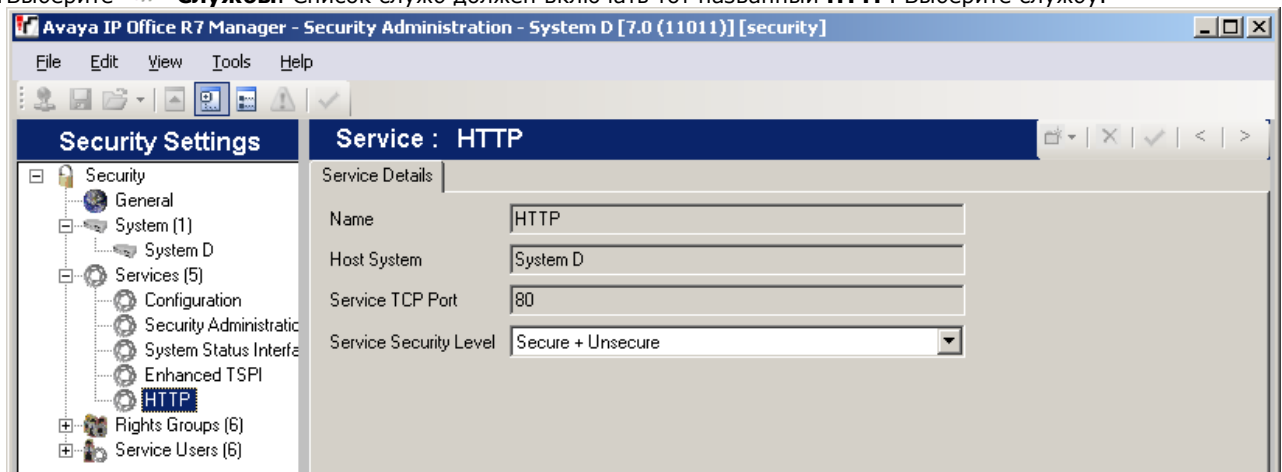 Службы. Список служб должен включать тот названный HTTP. Выберите службу.
Avaya IP Office R7 Manager - Security Administration - System D [7.0 (11011)] [security]
File Edit View Tools Help
Security Settings
Service : HTTP
Security
General
System (1)
System D
Services (5)
Configuration
Security Administratic
System Status Interfa
Enhanced TSPI
HTTP
Rights Groups (6)
Service Users (6)
Service Details
Name HTTP
Host System System D
Service TCP Port 80
Service Security Level Secure + Unsecure